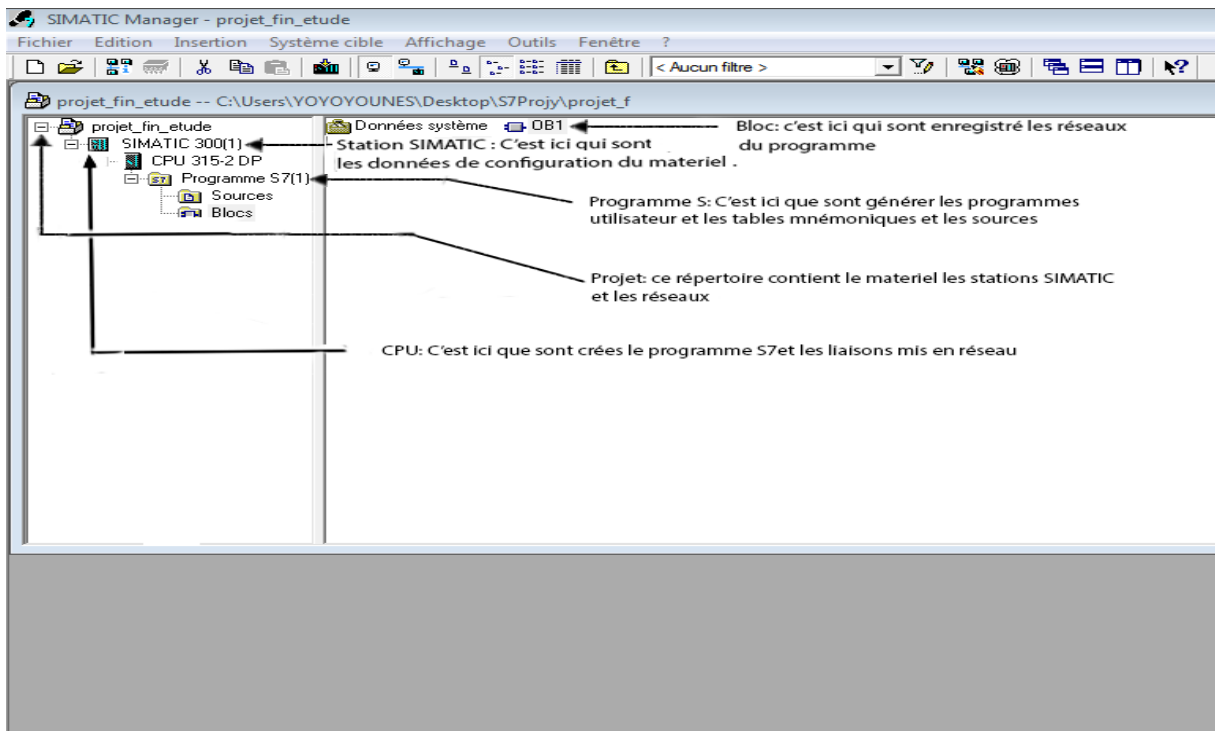 SIMATIC Manager - projet_fin_etude
Fichier Edition Insertion Système cible Affichage Outils Fenêtre ?
< Aucun filtre >
projet_fin_etude -- C:\Users\YOYOYOUNES\Desktop\S7Projy\projet_f
projet_fin_etude
SIMATIC 300(1)
CPU 315-2 DP
Programme S7(1)
Sources
Blocs
Données système OB1
Bloc: c'est ici qui sont enregistré les réseaux
du programme
Station SIMATIC : C'est ici qui sont
les données de configuration du materiel .
Programme S: C'est ici que sont générer les programmes
utilisateur et les tables mnémoniques et les sources
Projet: ce répertoire contient le materiel les stations SIMATIC
et les réseaux
CPU: C'est ici que sont crées le programme S7et les liaisons mis en réseau